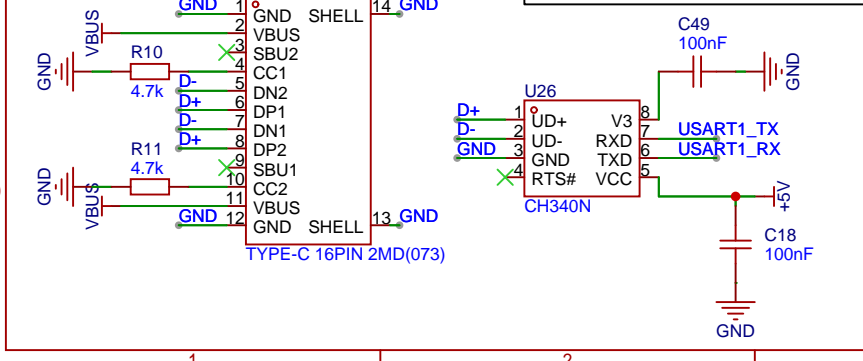 GND
1
GND
SHELL
14
GND
VBUS
2
VBUS
3
SBU2
R10
4.7k
GND
4
CC1
D-
5
DN2
D+
6
DP1
D-
7
DN1
D+
8
DP2
9
SBU1
R11
4.7k
GND
10
CC2
VBUS
11
VBUS
GND
12
GND
SHELL
13
GND
TYPE-C 16PIN 2MD(073)
C49
100nF
GND
U26
D+
1
UD+
V3
8
D-
2
UD-
RXD
7
USART1_TX
GND
3
GND
TXD
6
USART1_RX
4
RTS#
VCC
5
CH340N
+5V
C18
100nF
GND
1
2